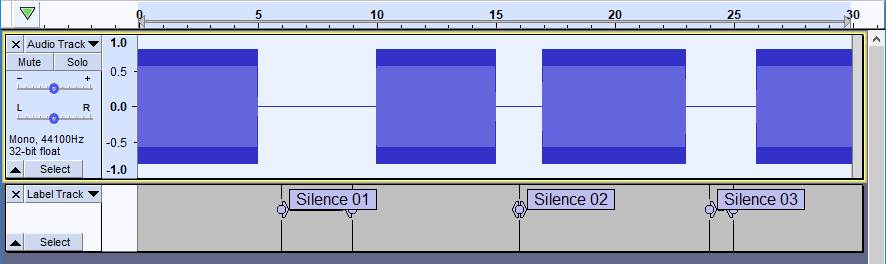 0 5 10 15 20 25 30
Audio Track
Mute Solo
- +
L R
Mono, 44100Hz
32-bit float
Select
1.0
0.5
0.0
-0.5
-1.0
Label Track
Select
Silence 01 Silence 02 Silence 03